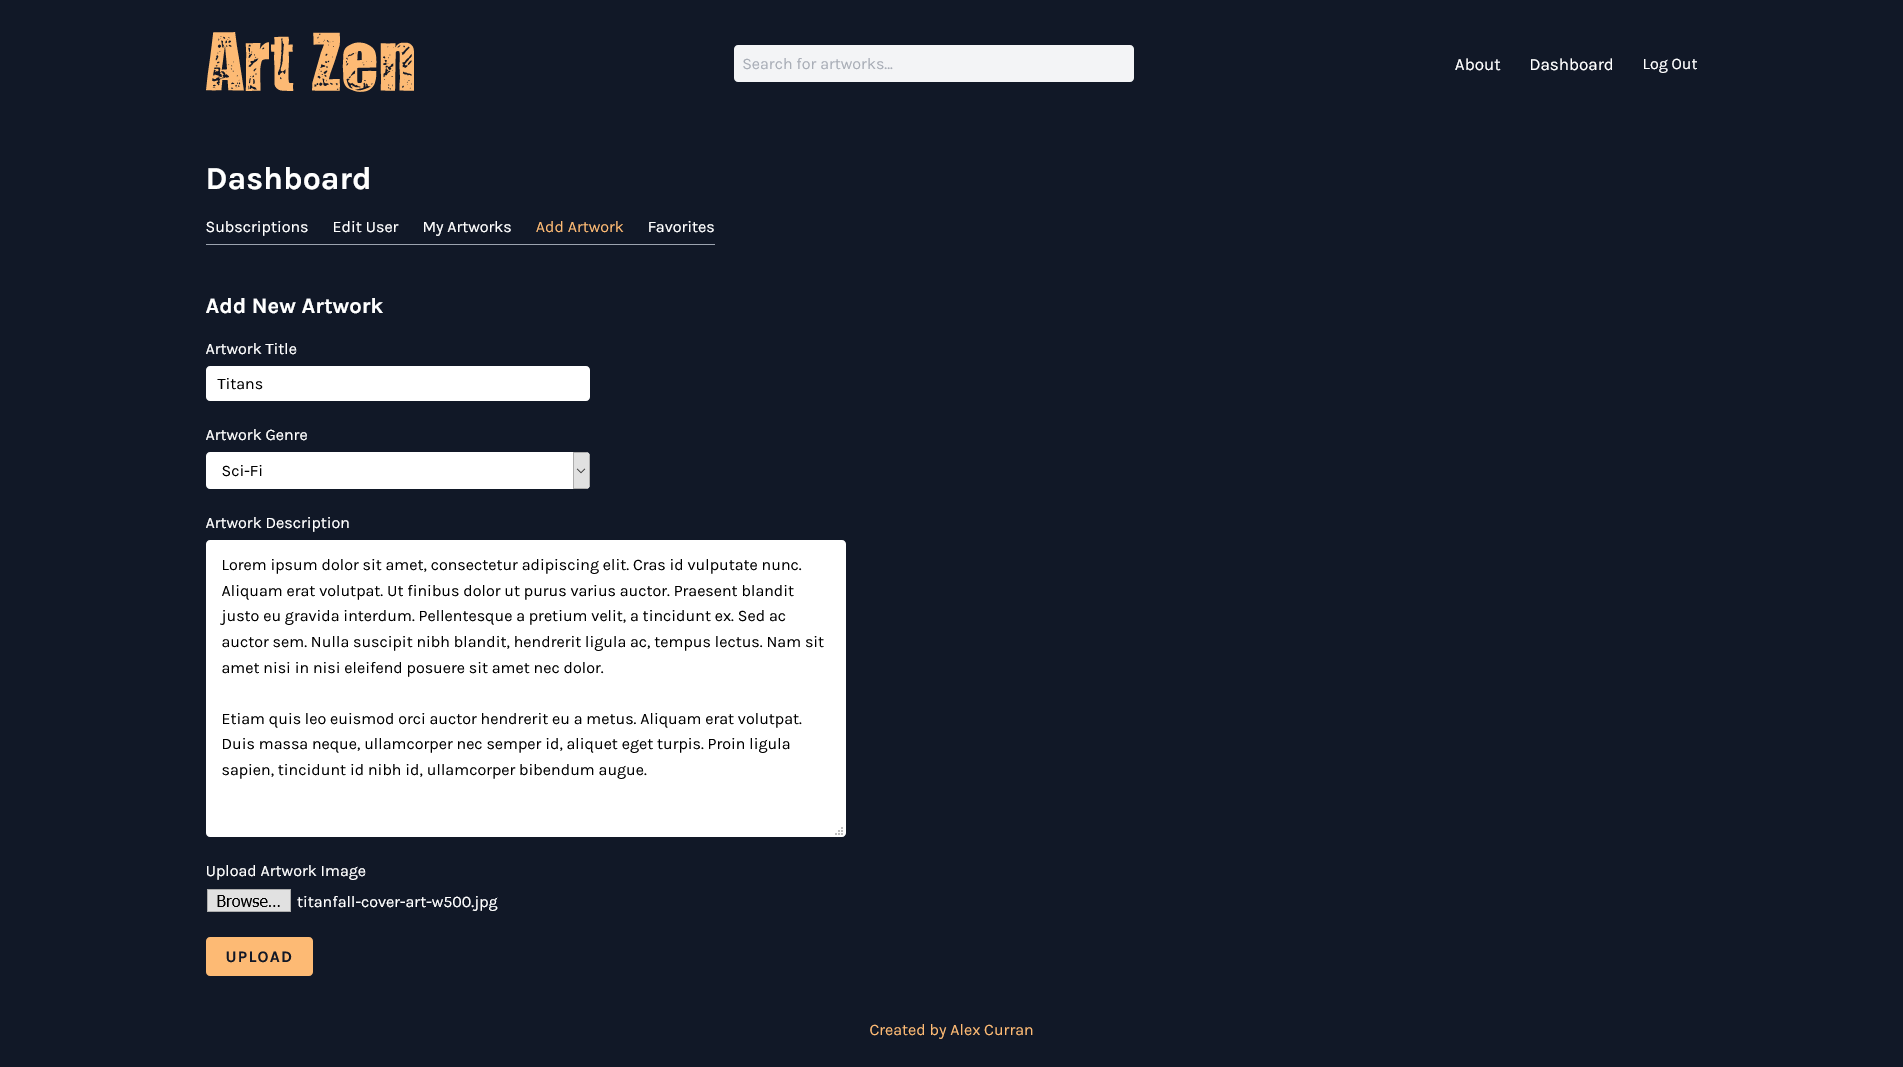 Art Zen
Search for artworks...
About
Dashboard
Log Out
Dashboard
Subscriptions
Edit User
My Artworks
Add Artwork
Favorites
Add New Artwork
Artwork Title
Titans
Artwork Genre
Sci-Fi
Artwork Description
Lorem ipsum dolor sit amet, consectetur adipiscing elit. Cras id vulputate nunc.
Aliquam erat volutpat. Ut finibus dolor ut purus varius auctor. Praesent blandit
justo eu gravida interdum. Pellentesque a pretium velit, a tincidunt ex. Sed ac
auctor sem. Nulla suscipit nibh blandit, hendrerit ligula ac, tempus lectus. Nam sit
amet nisi in nisi eleifend posuere sit amet nec dolor.
Etiam quis leo euismod orci auctor hendrerit eu a metus. Aliquam erat volutpat.
Duis massa neque, ullamcorper nec semper id, aliquet eget turpis. Proin ligula
sapien, tincidunt id nibh id, ullamcorper bibendum augue.
Upload Artwork Image
Browse... titanfall-cover-art-w500.jpg
UPLOAD
Created by Alex Curran